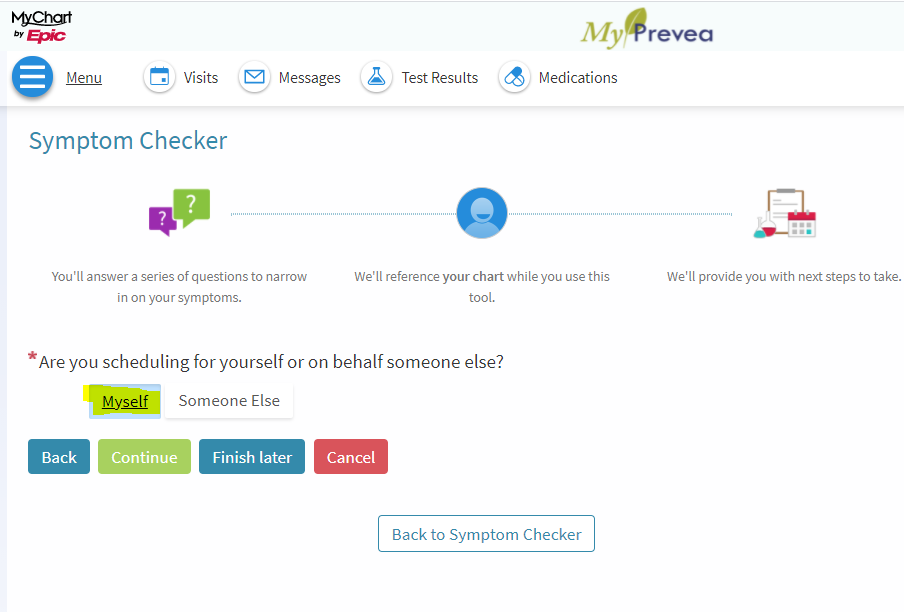 MyChart
by Epic
MyPrevea
Menu
Visits
Messages
Test Results
Medications
Symptom Checker
?
?
You'll answer a series of questions to narrow
in on your symptoms.
We'll reference your chart while you use this
tool.
We'll provide you with next steps to take.
*Are you scheduling for yourself or on behalf someone else?
Myself
Someone Else
Back
Continue
Finish later
Cancel
Back to Symptom Checker